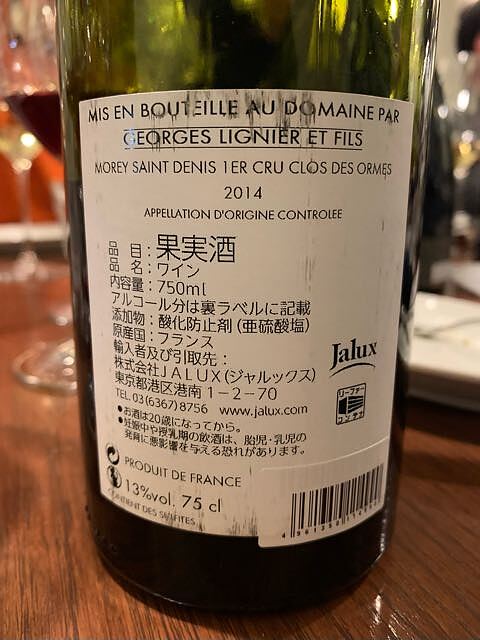 MIS EN BOUTEILLE AU DOMAINE PAR
GEORGES LIGNIER ET FILS
MOREY SAINT DENIS 1ER CRU CLOS DES ORMES
2014
APPELLATION D'ORIGINE CONTROLEE
品 目：果実酒
品 名：ワイン
内容量：750ml
アルコール分は裏ラベルに記載
添加物：酸化防止剤（亜硫酸塩）
原産国：フランス
輸入者及び引取先：
株式会社JALUX（ジャルックス）
東京都港区港南1－2－70
TEL.03(6367)8756 www.jalux.com
●お酒は20歳になってから。
●妊娠中や授乳期の飲酒は、胎児・乳児の
発育に悪影響を与える恐れがあります。
Jalux
リーファー
コンテナ
PRODUIT DE FRANCE
13%vol. 75 cl
CONTIENT DES SULFITES